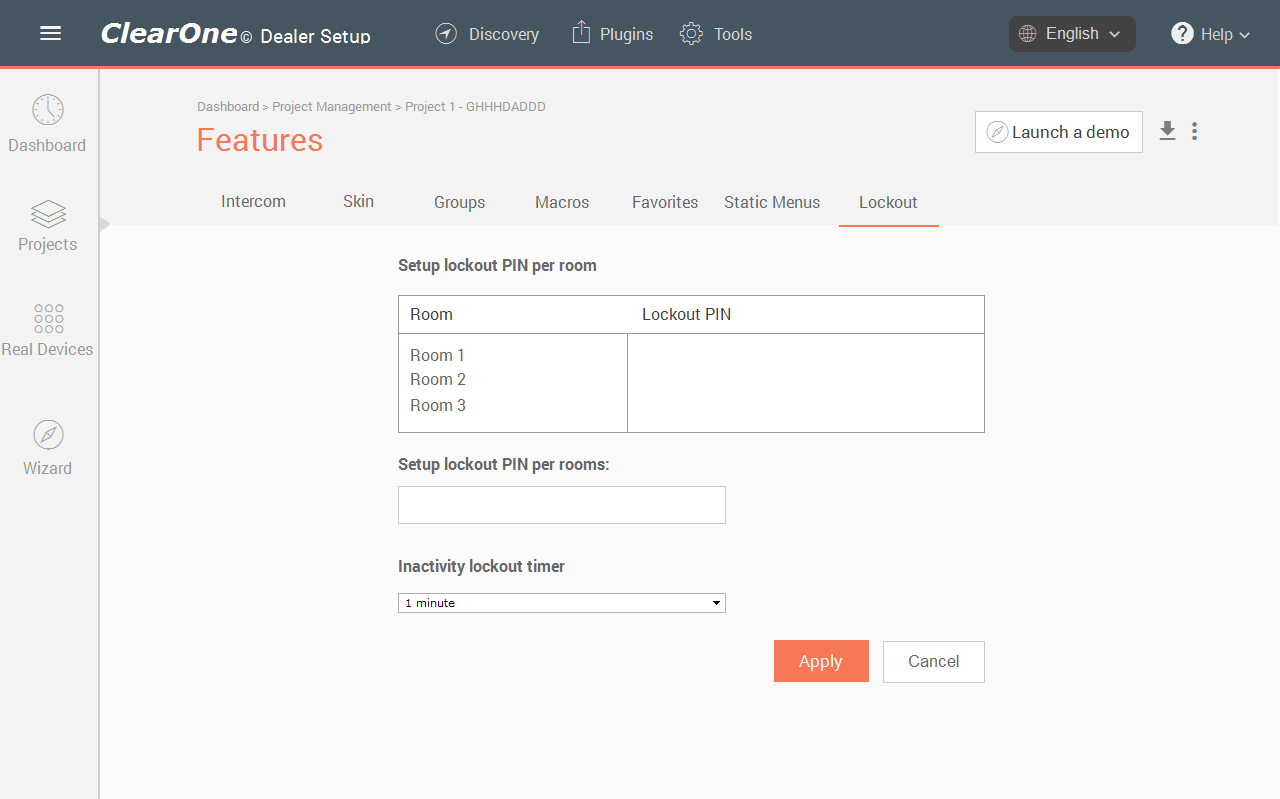 ClearOne© Dealer Setup Discovery Plugins Tools English Help
Dashboard > Project Management > Project 1 - GHHHDADDD
Features
Launch a demo
Dashboard
Projects
Real Devices
Wizard
Intercom Skin Groups Macros Favorites Static Menus Lockout
Setup lockout PIN per room
Room Lockout PIN
Room 1
Room 2
Room 3
Setup lockout PIN per rooms:
Inactivity lockout timer
1 minute
Apply Cancel